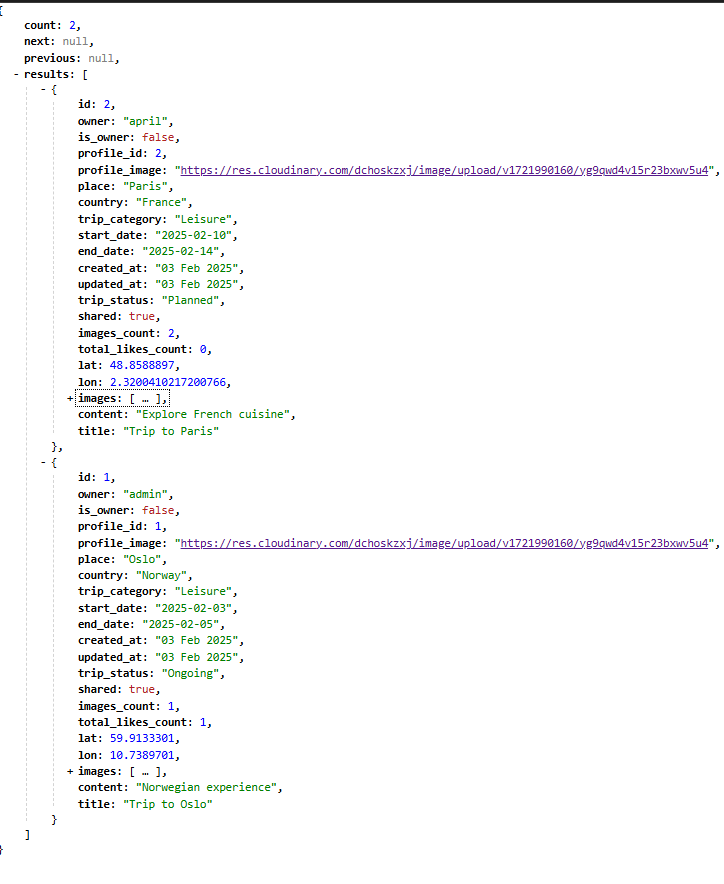 {
count: 2,
next: null,
previous: null,
- results: [
- {
id: 2,
owner: "april",
is_owner: false,
profile_id: 2,
profile_image: "https://res.cloudinary.com/dchoskzxj/image/upload/v1721990160/yg9qwd4v15r23bxwv5u4",
place: "Paris",
country: "France",
trip_category: "Leisure",
start_date: "2025-02-10",
end_date: "2025-02-14",
created_at: "03 Feb 2025",
updated_at: "03 Feb 2025",
trip_status: "Planned",
shared: true,
images_count: 2,
total_likes_count: 0,
lat: 48.8588897,
lon: 2.3200410217200766,
+ images: [ … ],
content: "Explore French cuisine",
title: "Trip to Paris"
},
- {
id: 1,
owner: "admin",
is_owner: false,
profile_id: 1,
profile_image: "https://res.cloudinary.com/dchoskzxj/image/upload/v1721990160/yg9qwd4v15r23bxwv5u4",
place: "Oslo",
country: "Norway",
trip_category: "Leisure",
start_date: "2025-02-03",
end_date: "2025-02-05",
created_at: "03 Feb 2025",
updated_at: "03 Feb 2025",
trip_status: "Ongoing",
shared: true,
images_count: 1,
total_likes_count: 1,
lat: 59.9133301,
lon: 10.7389701,
+ images: [ … ],
content: "Norwegian experience",
title: "Trip to Oslo"
}
]
}